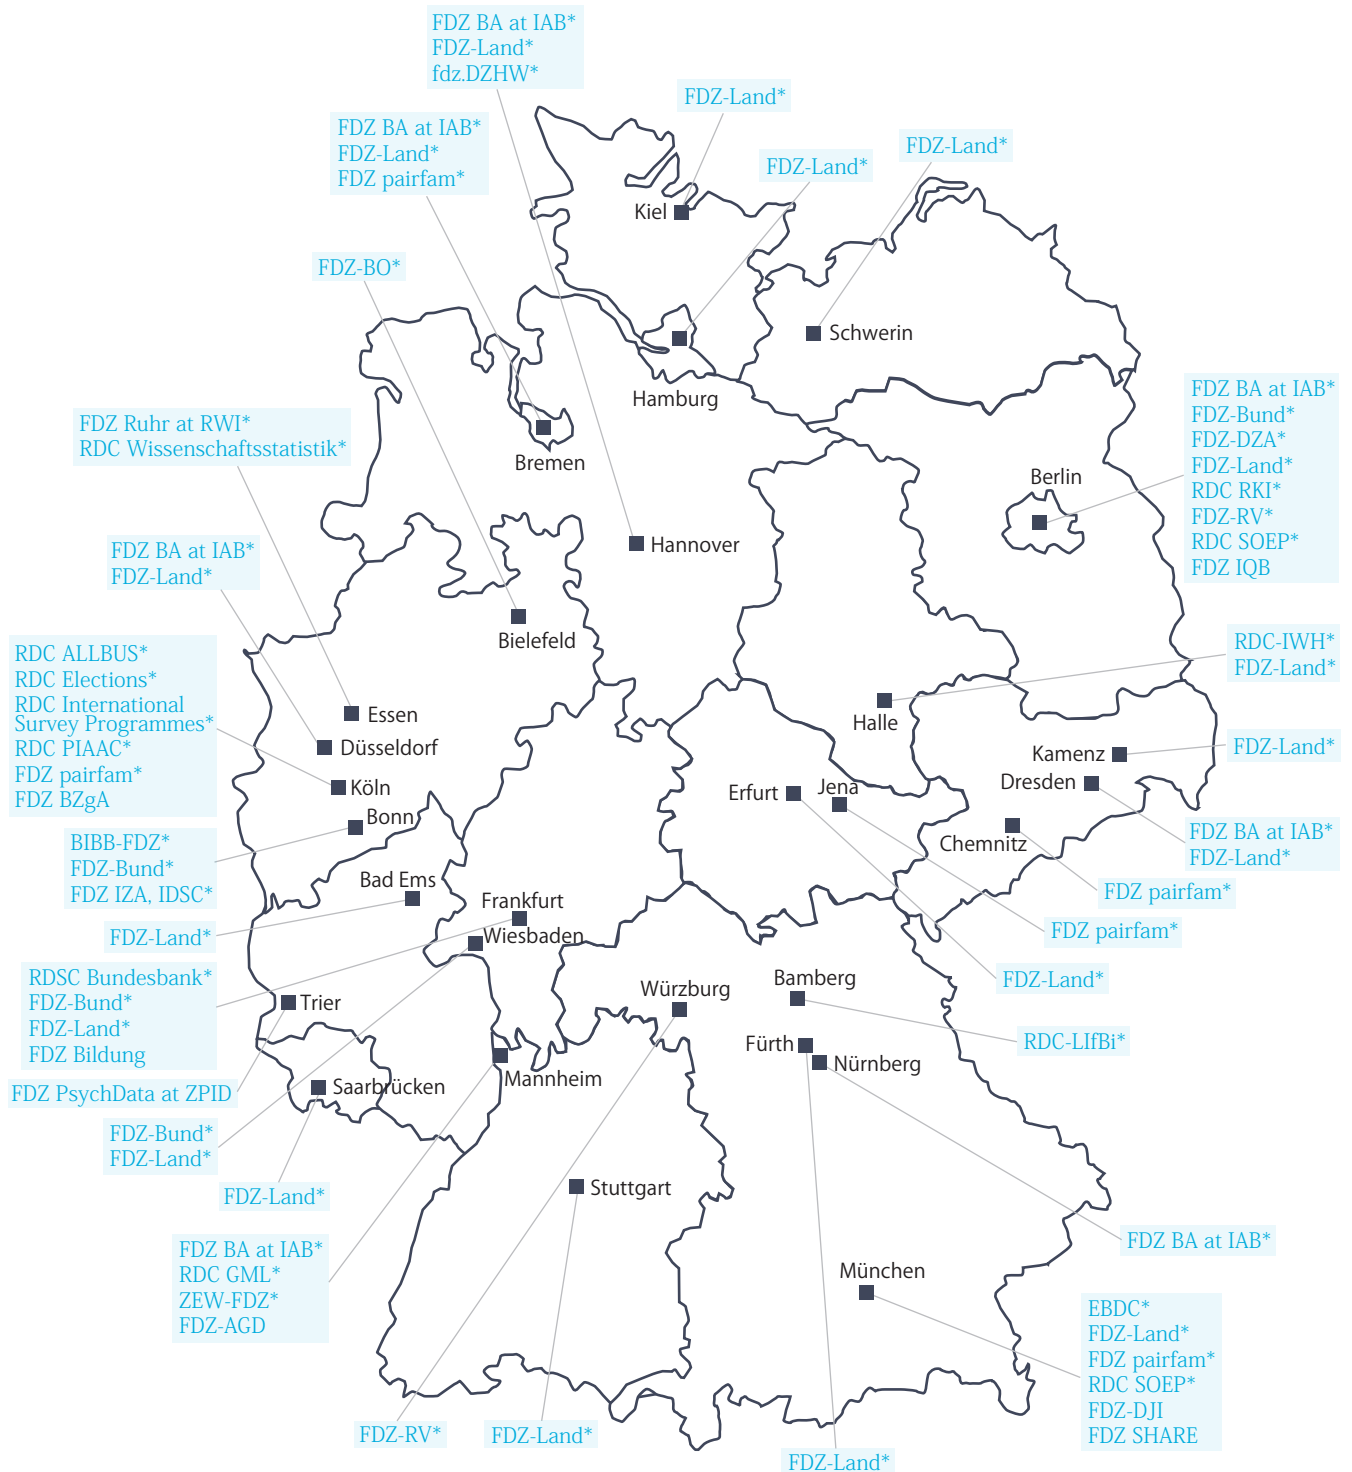 FDZ BA at IAB*
FDZ-Land*
fdz.DZHW*
FDZ-Land*
FDZ BA at IAB*
FDZ-Land*
FDZ pairfam*
FDZ-Land*
FDZ-Land*
Kiel
FDZ-BO*
Schwerin
Hamburg
FDZ BA at IAB*
FDZ-Bund*
FDZ-DZA*
FDZ-Land*
RDC RKI*
FDZ-RV*
RDC SOEP*
FDZ IQB
FDZ Ruhr at RWI*
RDC Wissenschaftsstatistik*
Bremen
Berlin
Hannover
FDZ BA at IAB*
FDZ-Land*
Bielefeld
RDC ALLBUS*
RDC Elections*
RDC International
Survey Programmes*
RDC PIAAC*
FDZ pairfam*
FDZ BZgA
RDC-IWH*
FDZ-Land*
Essen
Düsseldorf
Köln
Bonn
Halle
Kamenz
FDZ-Land*
Dresden
Erfurt
Jena
Chemnitz
FDZ BA at IAB*
FDZ-Land*
BIBB-FDZ*
FDZ-Bund*
FDZ IZA, IDSC*
Bad Ems
Frankfurt
Wiesbaden
FDZ pairfam*
FDZ pairfam*
FDZ-Land*
FDZ-Land*
RDSC Bundesbank*
FDZ-Bund*
FDZ-Land*
FDZ Bildung
Trier
Würzburg
Bamberg
RDC-LIfBi*
Fürth
Nürnberg
Mannheim
Saarbrücken
FDZ PsychData at ZPID
FDZ-Bund*
FDZ-Land*
FDZ-Land*
Stuttgart
FDZ BA at IAB*
RDC GML*
ZEW-FDZ*
FDZ-AGD
FDZ BA at IAB*
München
EBDC*
FDZ-Land*
FDZ pairfam*
RDC SOEP*
FDZ-DJI
FDZ SHARE
FDZ-RV*
FDZ-Land*
FDZ-Land*